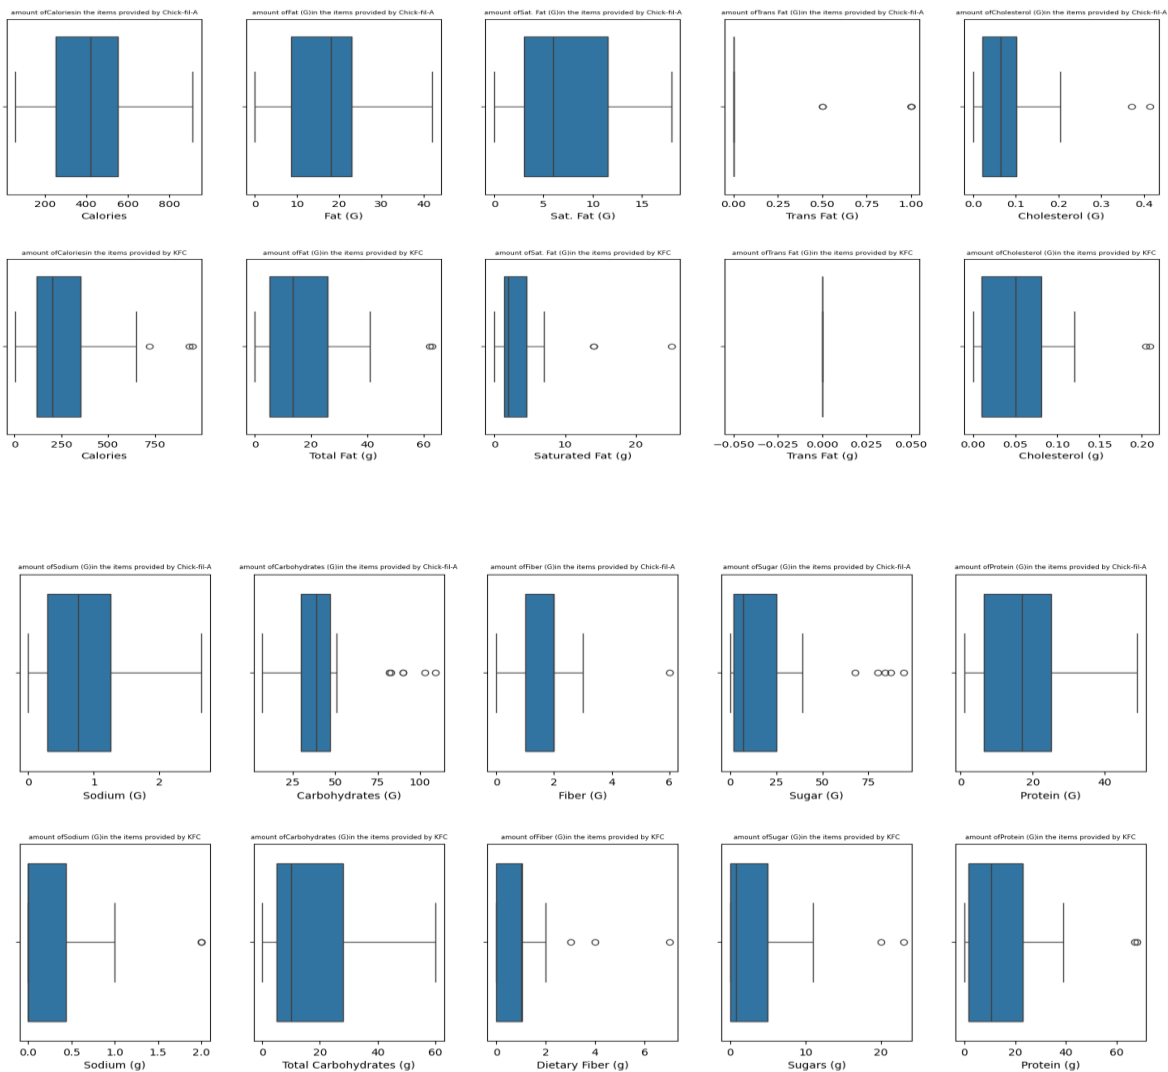 amount ofCaloriesin the items provided by Chick-fil-A
amount ofFat (G)in the items provided by Chick-fil-A
amount ofSat. Fat (G)in the items provided by Chick-fil-A
amount ofTrans Fat (G)in the items provided by Chick-fil-A
amount ofCholesterol (G)in the items provided by Chick-fil-A
200 400 600 800
0 10 20 30 40
0 5 10 15
0.00 0.25 0.50 0.75 1.00
0.0 0.1 0.2 0.3 0.4
Calories
Fat (G)
Sat. Fat (G)
Trans Fat (G)
Cholesterol (G)
amount ofCaloriesin the items provided by KFC
amount ofFat (G)in the items provided by KFC
amount ofSat. Fat (G)in the items provided by KFC
amount ofTrans Fat (G)in the items provided by KFC
amount ofCholesterol (G)in the items provided by KFC
0 250 500 750
0 20 40 60
0 10 20
−0.050 −0.025 0.000 0.025 0.050
0.00 0.05 0.10 0.15 0.20
Calories
Total Fat (g)
Saturated Fat (g)
Trans Fat (g)
Cholesterol (g)
amount ofSodium (G)in the items provided by Chick-fil-A
amount ofCarbohydrates (G)in the items provided by Chick-fil-A
amount ofFiber (G)in the items provided by Chick-fil-A
amount ofSugar (G)in the items provided by Chick-fil-A
amount ofProtein (G)in the items provided by Chick-fil-A
0 1 2
25 50 75 100
0 2 4 6
0 25 50 75
0 20 40
Sodium (G)
Carbohydrates (G)
Fiber (G)
Sugar (G)
Protein (G)
amount ofSodium (G)in the items provided by KFC
amount ofCarbohydrates (G)in the items provided by KFC
amount ofFiber (G)in the items provided by KFC
amount ofSugar (G)in the items provided by KFC
amount ofProtein (G)in the items provided by KFC
0.0 0.5 1.0 1.5 2.0
0 20 40 60
0 2 4 6
0 10 20
0 20 40 60
Sodium (g)
Total Carbohydrates (g)
Dietary Fiber (g)
Sugars (g)
Protein (g)